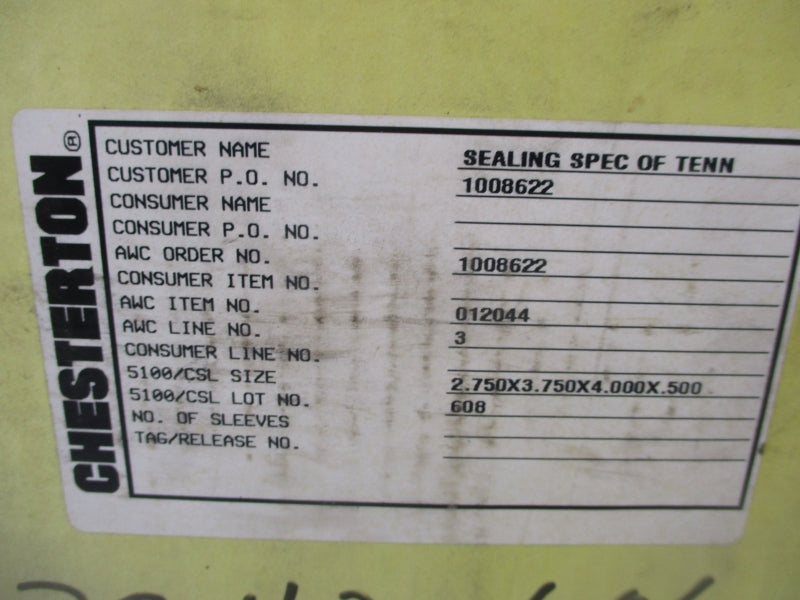 CHESTERTON®
CUSTOMER NAME SEALING SPEC OF TENN
CUSTOMER P.O. NO. 1008622
CONSUMER NAME
CONSUMER P.O. NO.
AWC ORDER NO. 1008622
CONSUMER ITEM NO.
AWC ITEM NO. 012044
AWC LINE NO. 3
CONSUMER LINE NO.
5100/CSL SIZE 2.750X3.750X4.000X.500
5100/CSL LOT NO. 608
NO. OF SLEEVES
TAG/RELEASE NO.